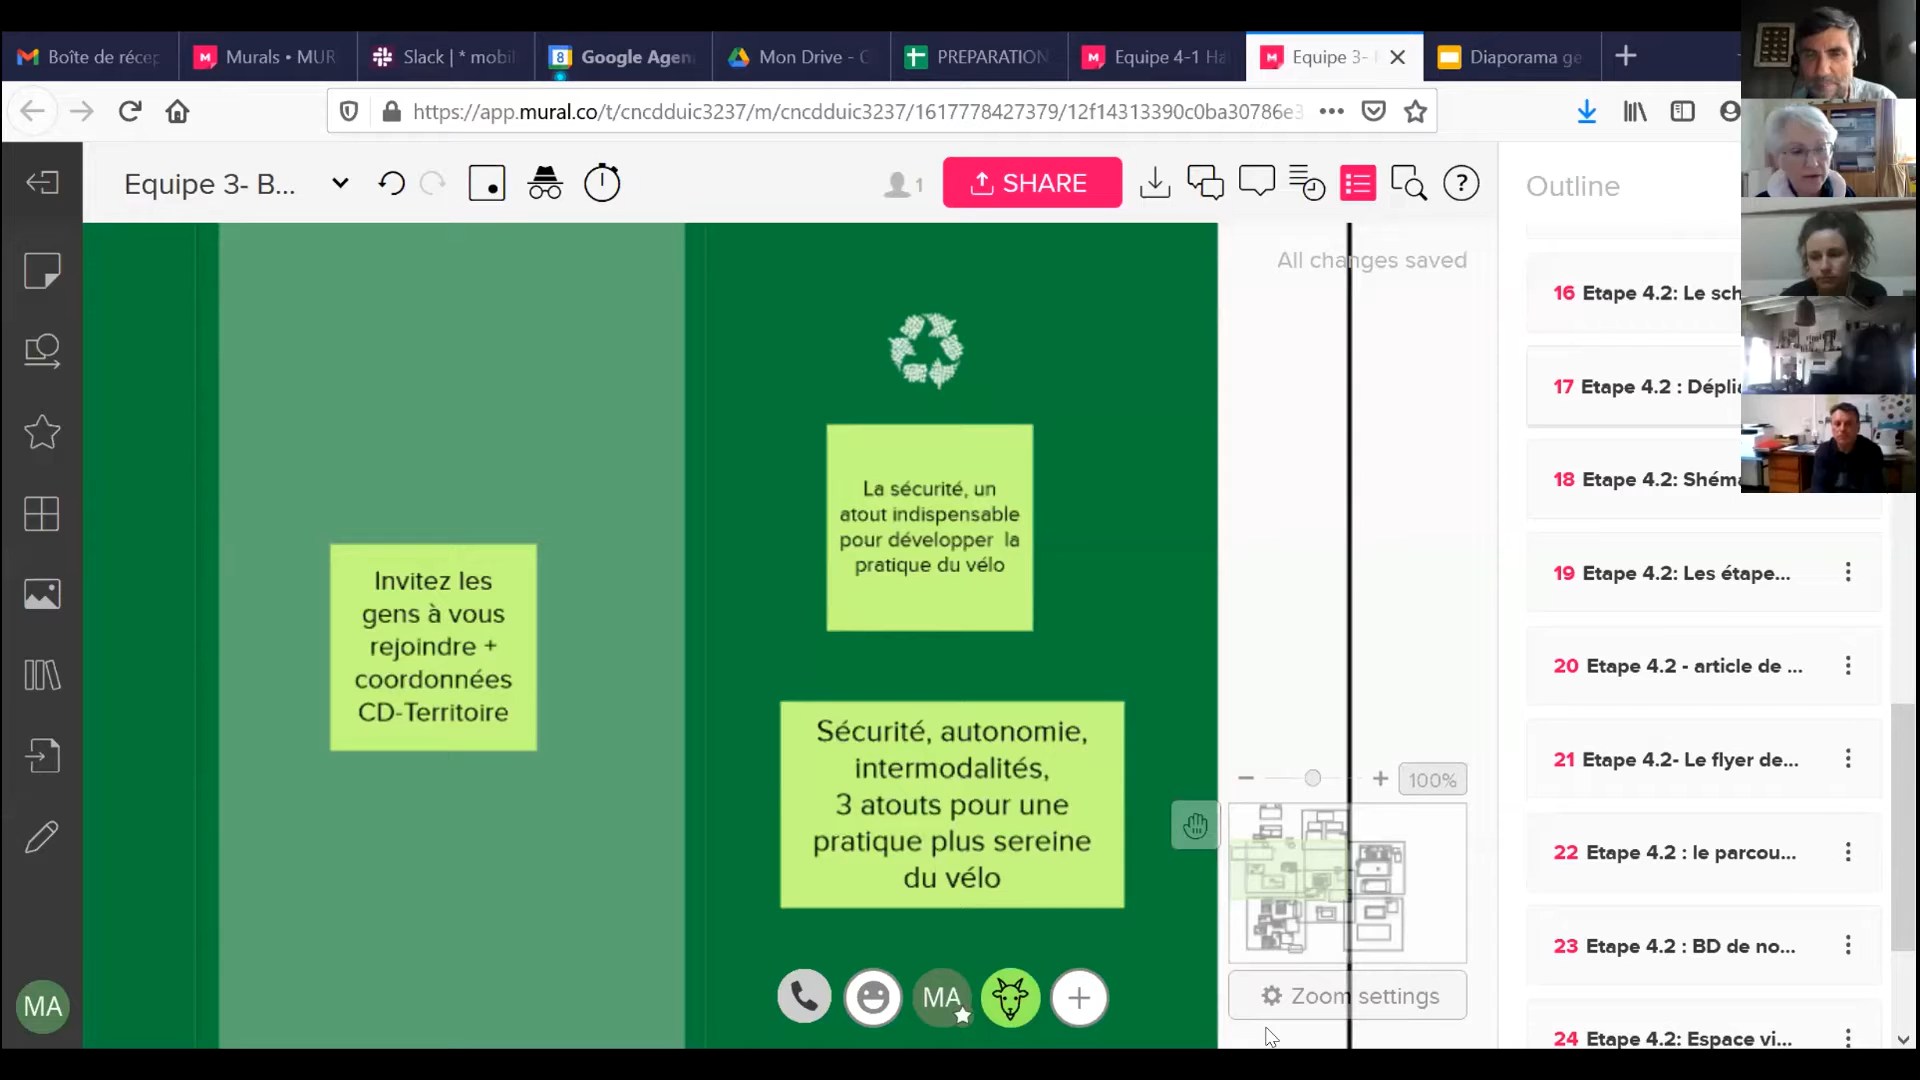 Boîte de récep
Murals • MUR
Slack | * mobil
8
Google Agen
Mon Drive - C
PREPARATION
Equipe 4-1 Ha
Equipe 3-
Diaporama gé
https://app.mural.co/t/cncdduic3237/m/cncdduic3237/1617778427379/12f14313390c0ba30786e3
Equipe 3- B...
1
SHARE
?
Outline
All changes saved
16 Etape 4.2: Le sch
17 Etape 4.2 : Déplia
18 Etape 4.2: Shéma
19 Etape 4.2: Les étape...
20 Etape 4.2 - article de ...
21 Etape 4.2- Le flyer de...
22 Etape 4.2 : le parcou...
23 Etape 4.2 : BD de no...
24 Etape 4.2: Espace vi...
Invitez les
gens à vous
rejoindre +
coordonnées
CD-Territoire
La sécurité, un
atout indispensable
pour développer la
pratique du vélo
Sécurité, autonomie,
intermodalités,
3 atouts pour une
pratique plus sereine
du vélo
100%
Zoom settings
MA
MA